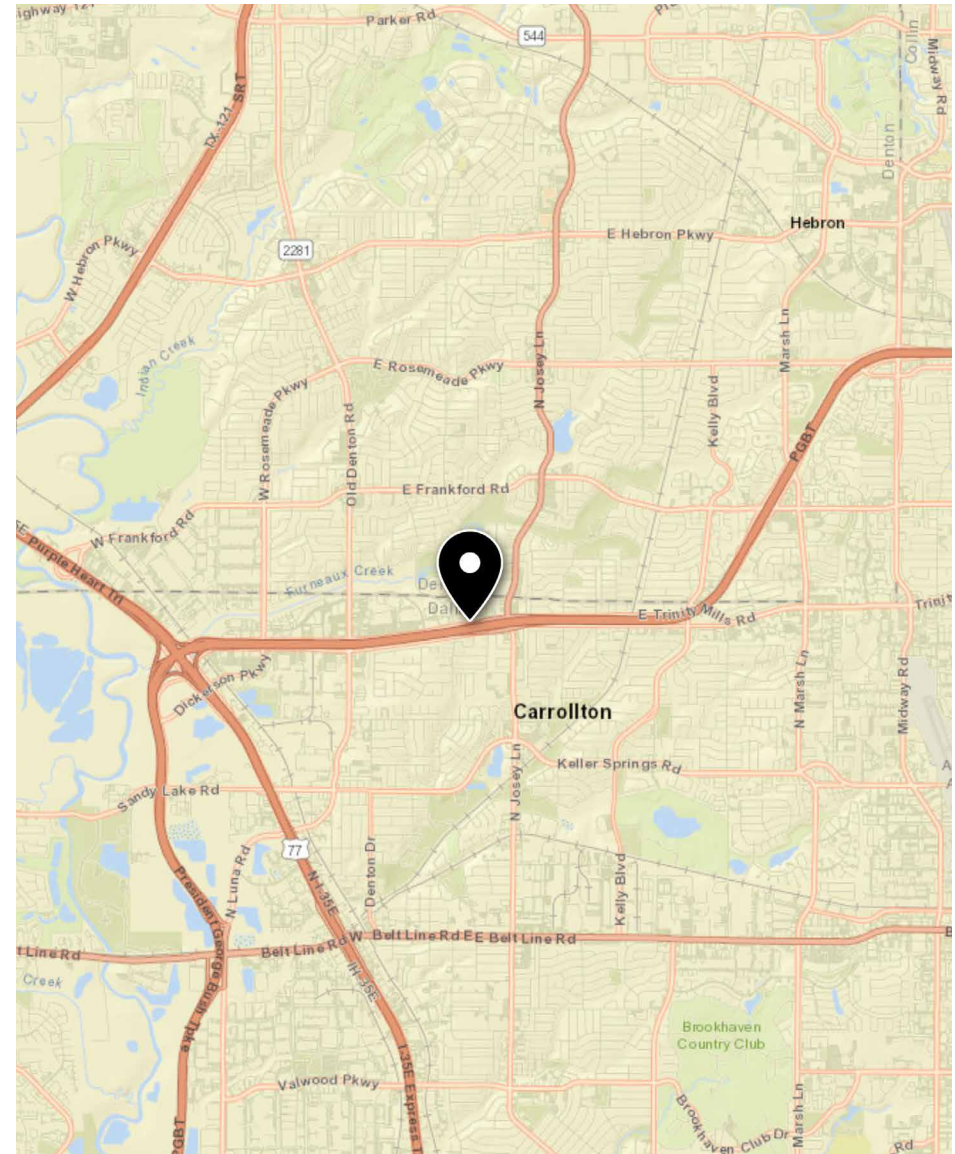 Parker Rd
544
Collin
Midway Rd
TX-121 SRT
Denton
Hebron
E Hebron Pkwy
W Hebron Pkwy
2281
Indian Creek
E Rosemeade Pkwy
N Josey Ln
Marsh Ln
Kelly Blvd
W Rosemeade Pkwy
Old Denton Rd
PGBT
E Frankford Rd
W Frankford Rd
5E Purple Heart Trl
Furneaux Creek
E Trinity Mills Rd
Dickerson Pkwy
N Marsh Ln
Midway Rd
Carrollton
Keller Springs Rd
N Josey Ln
Sandy Lake Rd
77
N I-35E
Denton Dr
N Luna Rd
Kelly Blvd
President George Bush Tpke
t Line Rd
Belt Line Rd W
Belt Line Rd E
E Belt Line Rd
Creek
IH-35E
Brookhaven
Country Club
Valwood Pkwy
I-35E Express T
PGBT
Brookhaven Club Dr
Marsh Ln
Rd